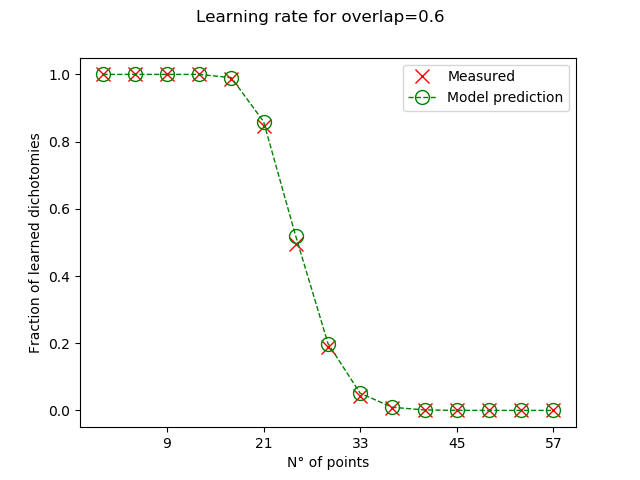 Learning rate for overlap=0.6
Measured
Model prediction
Fraction of learned dichotomies
1.0
0.8
0.6
0.4
0.2
0.0
9 21 33 45 57
N° of points